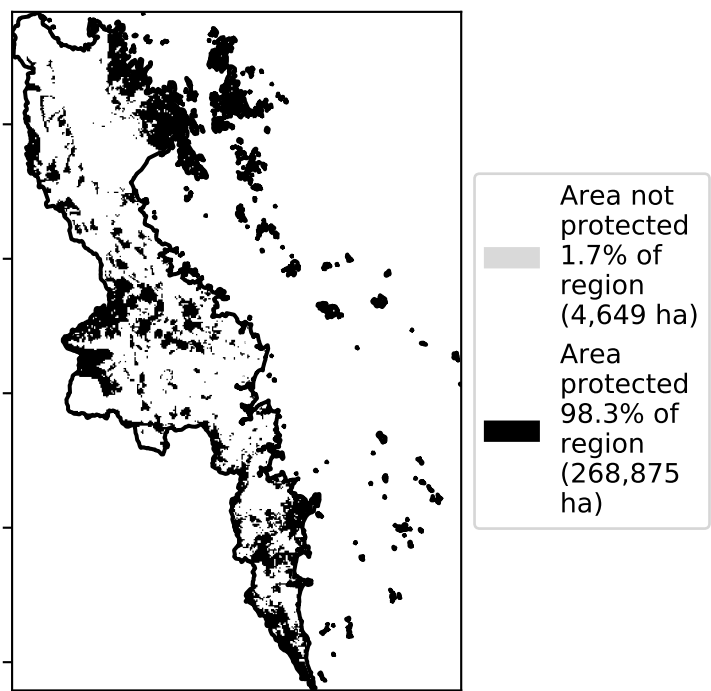 Area not
protected
1.7% of
region
(4,649 ha)
Area
protected
98.3% of
region
(268,875
ha)